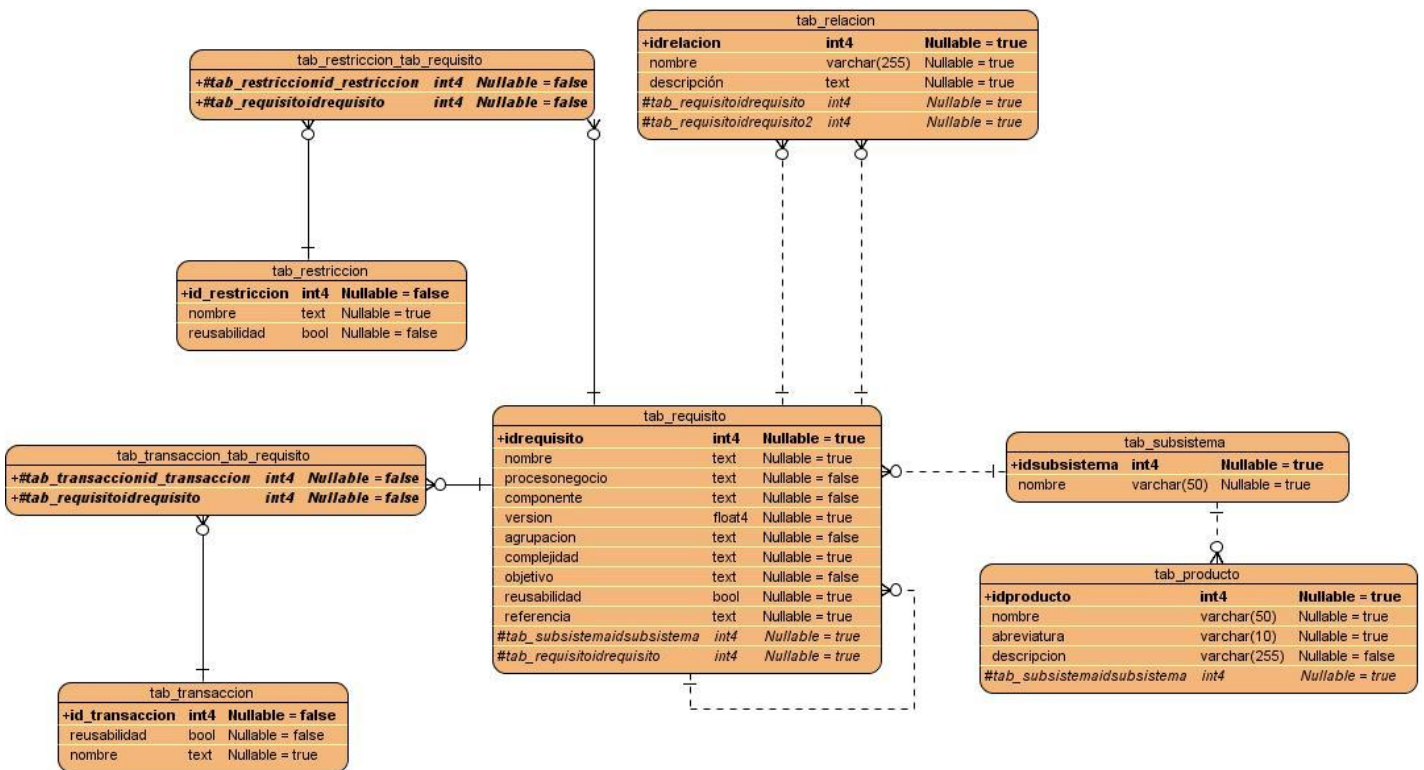 tab_relacion
+idrelacion int4 Nullable = true
nombre varchar(255) Nullable = true
descripción text Nullable = true
#tab_requisitoidrequisito int4 Nullable = true
#tab_requisitoidrequisito2 int4 Nullable = true
tab_restriccion_tab_requisito
+#tab_restriccionid_restriccion int4 Nullable = false
+#tab_requisitoidrequisito int4 Nullable = false
tab_restriccion
+id_restriccion int4 Nullable = false
nombre text Nullable = true
reusabilidad bool Nullable = false
tab_requisito
+idrequisito int4 Nullable = true
nombre text Nullable = true
procesonegocio text Nullable = false
componente text Nullable = false
version float4 Nullable = true
agrupacion text Nullable = false
complejidad text Nullable = true
objetivo text Nullable = false
reusabilidad bool Nullable = true
referencia text Nullable = true
#tab_subsistemaidsubsistema int4 Nullable = true
#tab_requisitoidrequisito int4 Nullable = true
tab_subsistema
+idsubsistema int4 Nullable = true
nombre varchar(50) Nullable = true
tab_transaccion_tab_requisito
+#tab_transaccionid_transaccion int4 Nullable = false
+#tab_requisitoidrequisito int4 Nullable = false
tab_producto
+idproducto int4 Nullable = true
nombre varchar(50) Nullable = true
abreviatura varchar(10) Nullable = true
descripcion varchar(255) Nullable = false
#tab_subsistemaidsubsistema int4 Nullable = true
tab_transaccion
+id_transaccion int4 Nullable = false
reusabilidad bool Nullable = false
nombre text Nullable = true